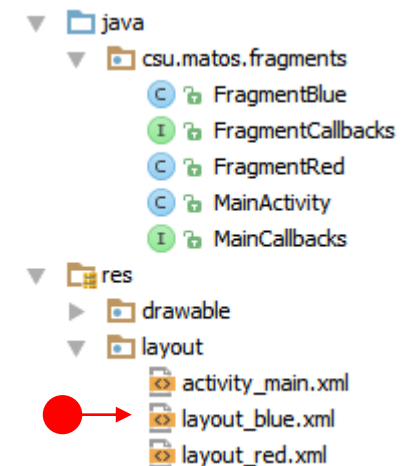 java
csu.matos.fragments
C FragmentBlue
I FragmentCallbacks
C FragmentRed
C MainActivity
I MainCallbacks
res
drawable
layout
activity_main.xml
layout_blue.xml
layout_red.xml